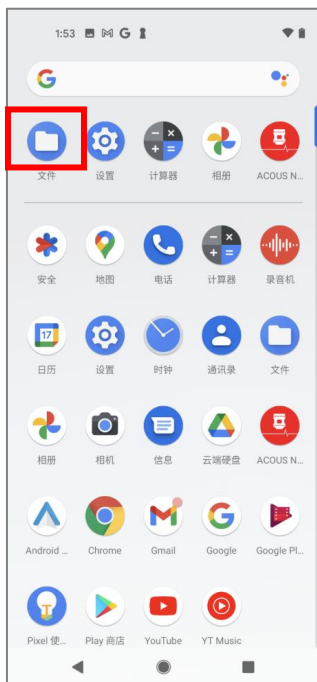 1:53
文件 设置 计算器 相册 ACOUS N...
安全 地图 电话 计算器 录音机
17
日历 设置 时钟 通讯录 文件
相册 相机 信息 云端硬盘 ACOUS N...
Android ... Chrome Gmail Google Google Pl...
Pixel 使... Play 商店 YouTube YT Music